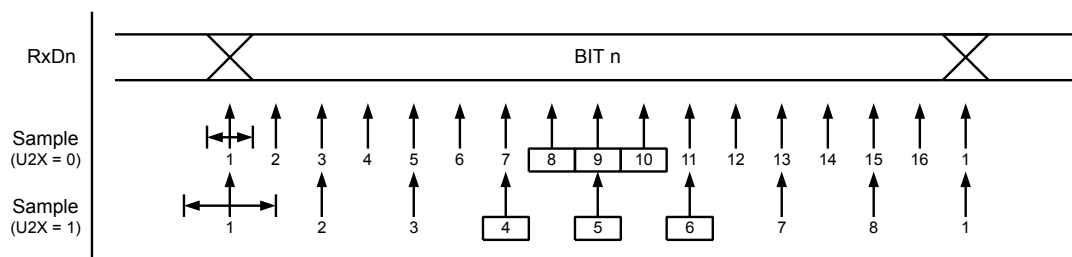 RxDn BIT n
Sample
(U2X = 0) 1 2 3 4 5 6 7 8 9 10 11 12 13 14 15 16 1
Sample
(U2X = 1) 1 2 3 4 5 6 7 8 1